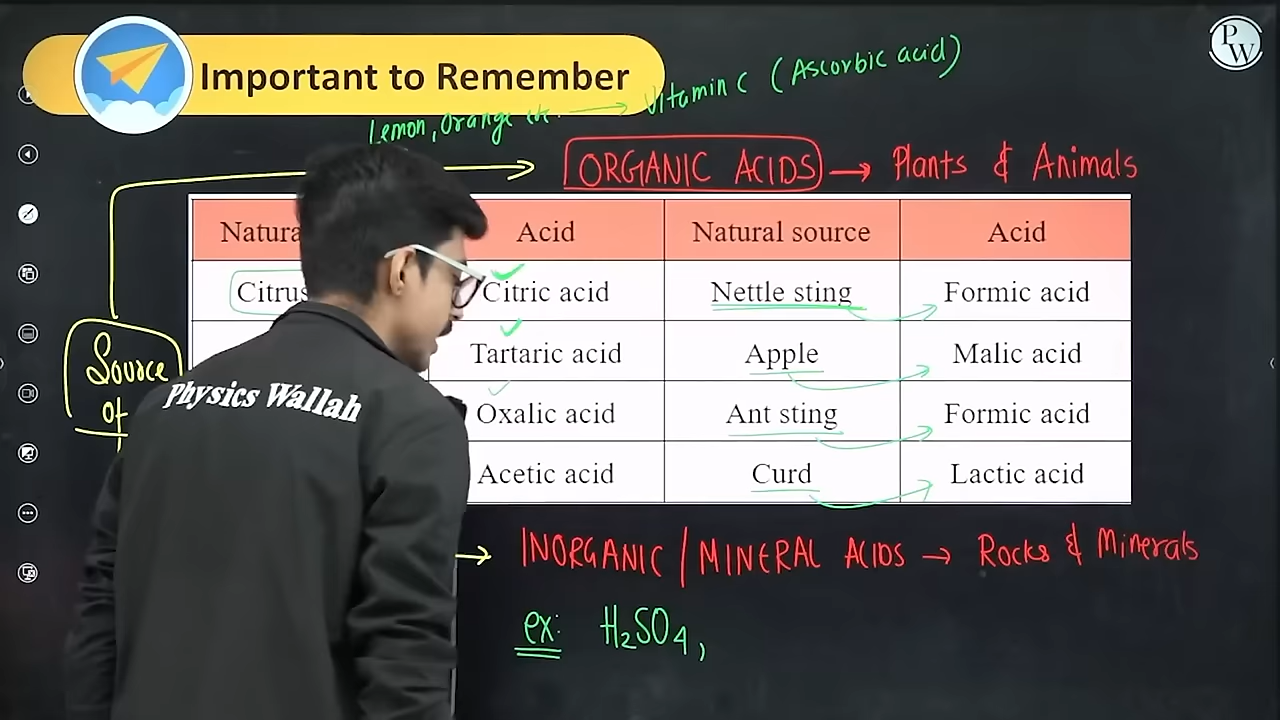 Important to Remember
P
W
Lemon, Orange etc. → Vitamin C (Ascorbic acid)
ORGANIC ACIDS → Plants & Animals
Acid Natural source Acid
Citric acid Nettle sting Formic acid
Tartaric acid Apple Malic acid
Source
of
Oxalic acid Ant sting Formic acid
Acetic acid Curd Lactic acid
Physics Wallah
→ INORGANIC / MINERAL ACIDS → Rocks & Minerals
ex: H₂SO₄,